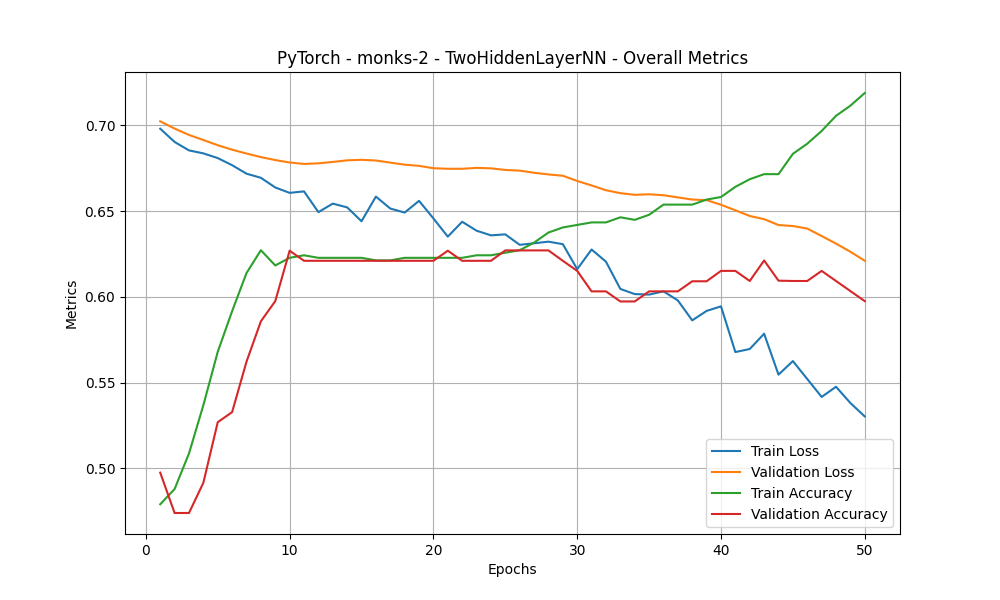 PyTorch - monks-2 - TwoHiddenLayerNN - Overall Metrics
Metrics
0.70
0.65
0.60
0.55
0.50
Train Loss
Validation Loss
Train Accuracy
Validation Accuracy
0 10 20 30 40 50
Epochs